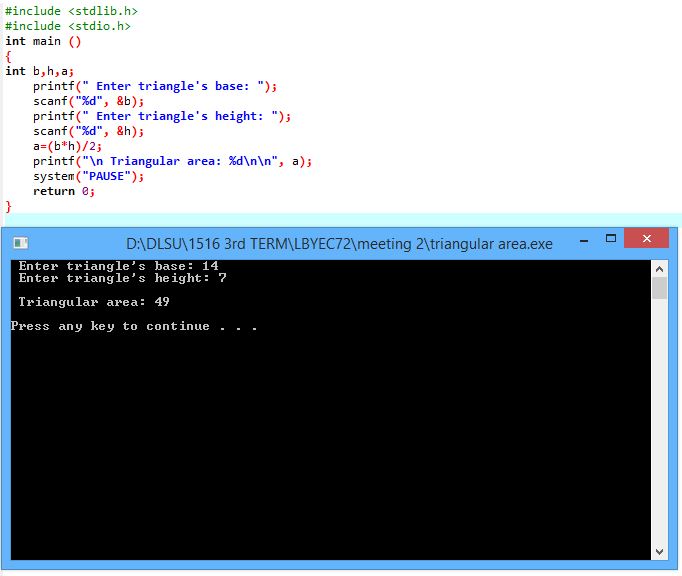 #include <stdlib.h>
#include <stdio.h>
int main ()
{
int b,h,a;
printf(" Enter triangle's base: ");
scanf("%d", &b);
printf(" Enter triangle's height: ");
scanf("%d", &h);
a=(b*h)/2;
printf("\n Triangular area: %d\n\n", a);
system("PAUSE");
return 0;
}
D:\DLSU\1516 3rd TERM\LBYEC72\meeting 2\triangular area.exe
Enter triangle's base: 14
Enter triangle's height: 7
Triangular area: 49
Press any key to continue . . .